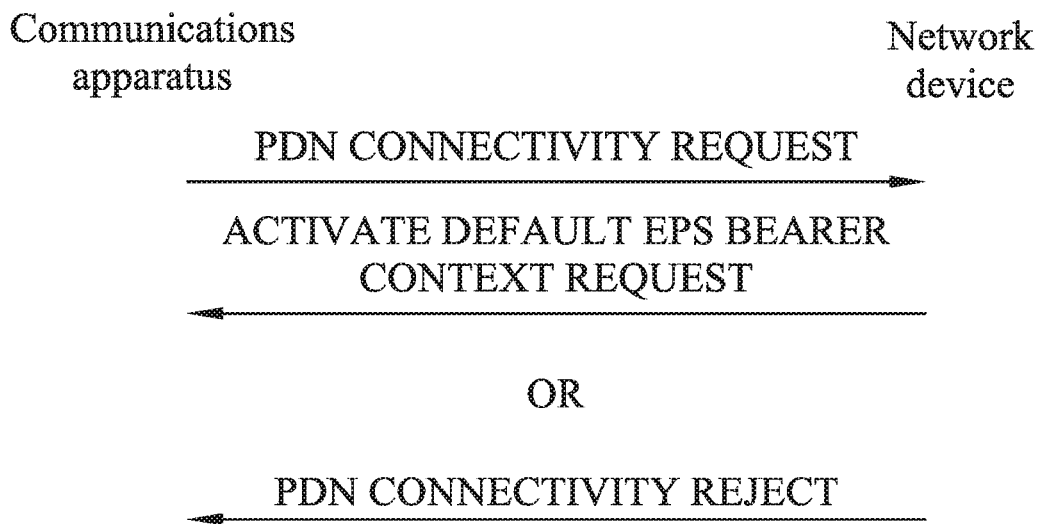 Communications
apparatus
Network
device
PDN CONNECTIVITY REQUEST
ACTIVATE DEFAULT EPS BEARER
CONTEXT REQUEST
OR
PDN CONNECTIVITY REJECT